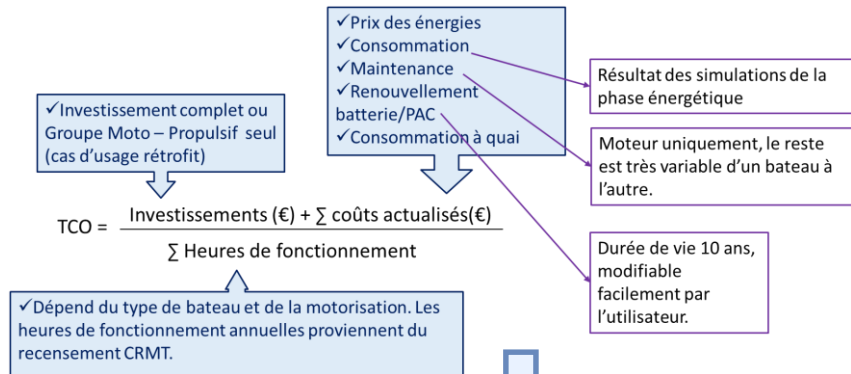 ✓Prix des énergies
✓Consommation
✓Maintenance
✓Renouvellement
batterie/PAC
✓Consommation à quai
Résultat des simulations de la
phase énergétique
✓Investissement complet ou
Groupe Moto – Propulsif seul
(cas d'usage rétrofit)
Moteur uniquement, le reste
est très variable d'un bateau à
l'autre.
TCO = Investissements (€) + ∑ coûts actualisés(€)
∑ Heures de fonctionnement
Durée de vie 10 ans,
modifiable
facilement par
l'utilisateur.
✓Dépend du type de bateau et de la motorisation. Les
heures de fonctionnement annuelles proviennent du
recensement CRMT.